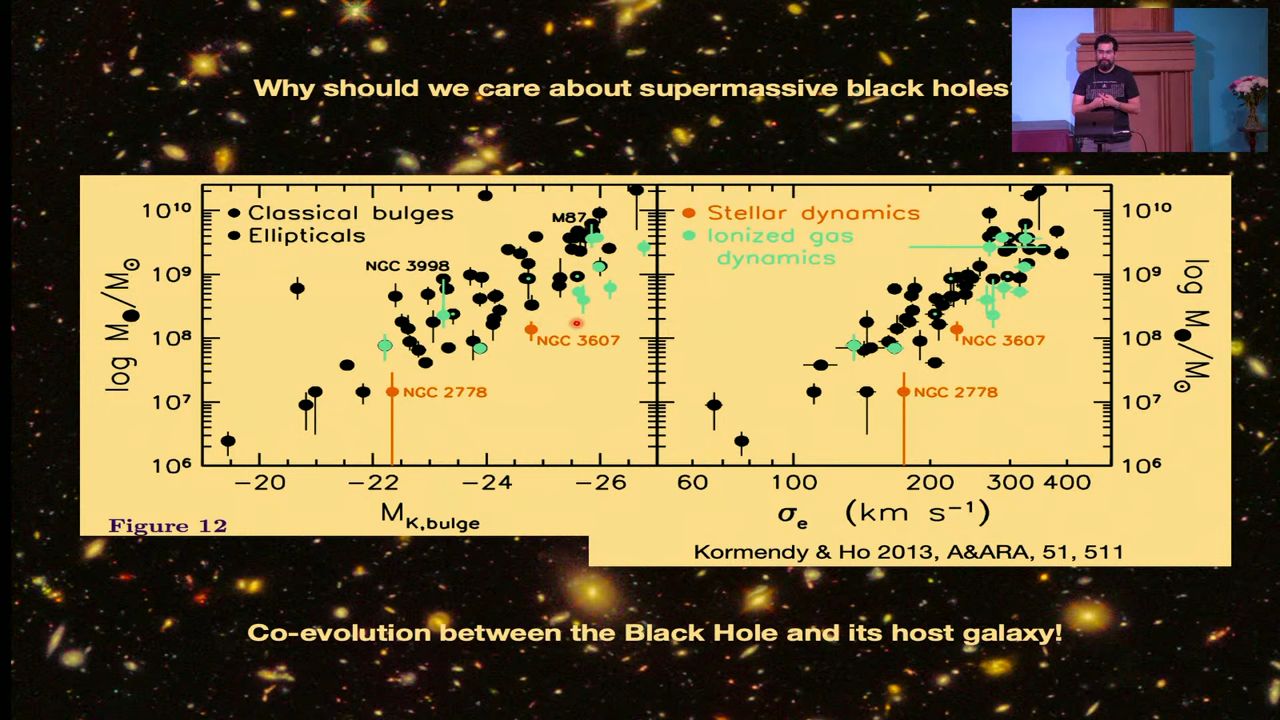 Why should we care about supermassive black holes
10¹⁰
10⁹
10⁸
10⁷
10⁶
log M●/M⊙
Classical bulges
Ellipticals
M87
NGC 3998
NGC 3607
NGC 2778
−20 −22 −24 −26
M K,bulge
Figure 12
Stellar dynamics
Ionized gas
dynamics
NGC 3607
NGC 2778
10¹⁰
10⁹
10⁸
10⁷
10⁶
log M●/M⊙
60 100 200 300 400
σe (km s⁻¹)
Kormendy & Ho 2013, A&ARA, 51, 511
Co-evolution between the Black Hole and its host galaxy!